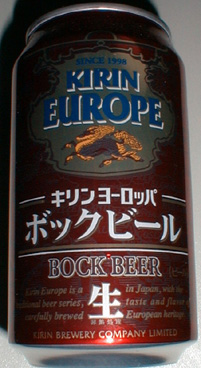 SINCE 1998
KIRIN
EUROPE
キリンヨーロッパ
ボックビール
BOCK BEER
Kirin Europe is a in Japan, with the
beer series, taste and flavor of
carefully brewed 生 European heritage.
KIRIN BREWERY COMPANY LIMITED